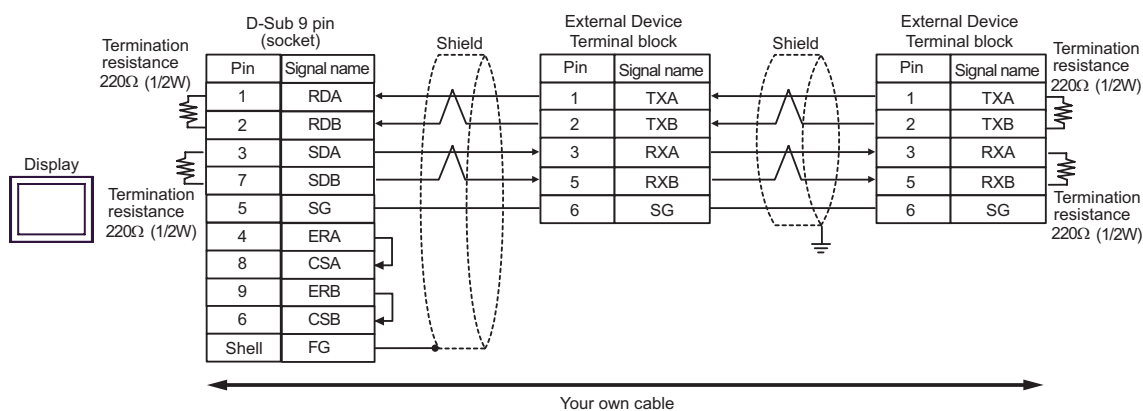 D-Sub 9 pin
(socket)
External Device
Terminal block
External Device
Terminal block
Termination
resistance
220Ω (1/2W)
Shield
Shield
Termination
resistance
220Ω (1/2W)
Pin Signal name
1 RDA
2 RDB
3 SDA
7 SDB
5 SG
4 ERA
8 CSA
9 ERB
6 CSB
Shell FG
Pin Signal name
1 TXA
2 TXB
3 RXA
5 RXB
6 SG
Pin Signal name
1 TXA
2 TXB
3 RXA
5 RXB
6 SG
Display
Termination
resistance
220Ω (1/2W)
Termination
resistance
220Ω (1/2W)
Your own cable